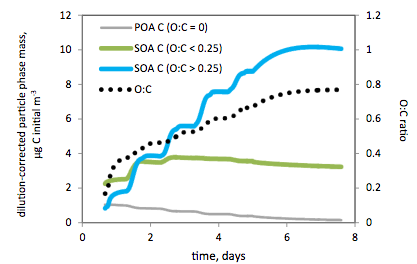 dilution-corrected particle phase mass,
µg C initial m-3
12
10
8
6
4
2
0
POA C (O:C = 0)
SOA C (O:C < 0.25)
SOA C (O:C > 0.25)
O:C
1.2
1
0.8
0.6
0.4
0.2
0
O:C ratio
0
2
4
6
8
time, days